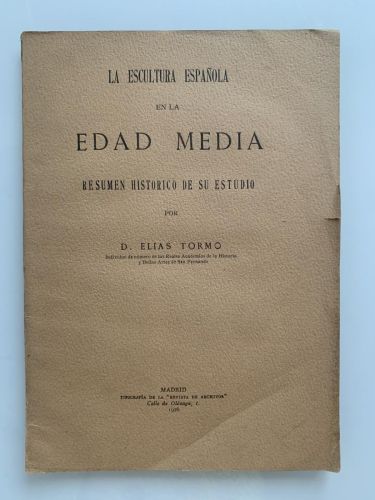 LA ESCULTURA ESPAÑOLA
EN LA
EDAD MEDIA
RESUMEN HISTORICO DE SU ESTUDIO
POR
D. ELÍAS TORMO
Individuo de número de las Reales Academias de la Historia
y Bellas Artes de San Fernando
MADRID
TIPOGRAFÍA DE LA "REVISTA DE ARCHIVOS"
Calle de Olózaga, 1.
1926